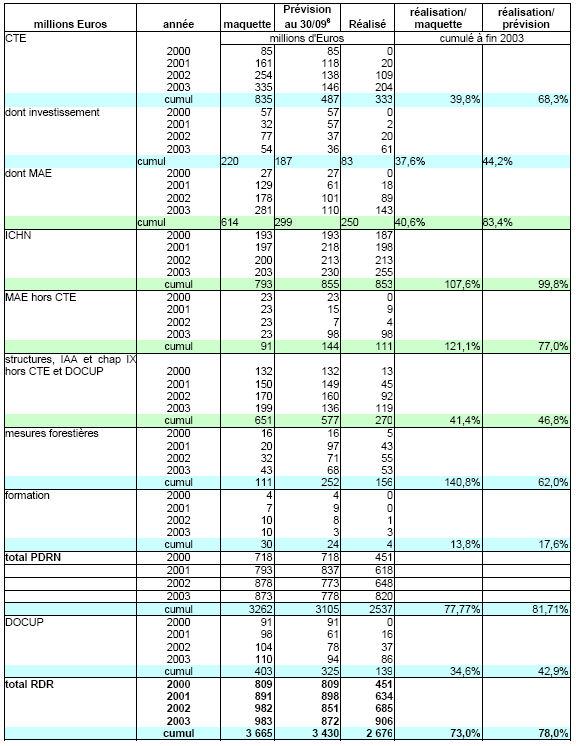 millions Euros année maquette Prévision au 30/09⁶ Réalisé réalisation/ maquette réalisation/ prévision
CTE millions d'Euros cumulé à fin 2003
2000 85 85 0
2001 161 118 20
2002 254 138 109
2003 335 146 204
cumul 835 487 333 39,8% 68,3%
dont investissement 2000 57 57 0
2001 32 57 2
2002 77 37 20
2003 54 36 61
cumul 220 187 83 37,6% 44,2%
dont MAE 2000 27 27 0
2001 129 61 18
2002 178 101 89
2003 281 110 143
cumul 614 299 250 40,6% 83,4%
ICHN 2000 193 193 187
2001 197 218 198
2002 200 213 213
2003 203 230 255
cumul 793 855 853 107,6% 99,8%
MAE hors CTE 2000 23 23 0
2001 23 15 9
2002 23 7 4
2003 23 98 98
cumul 91 144 111 121,1% 77,0%
structures, IAA et chap IX
hors CTE et DOCUP 2000 132 132 13
2001 150 149 45
2002 170 160 92
2003 199 136 119
cumul 651 577 270 41,4% 46,8%
mesures forestières 2000 16 16 5
2001 20 97 43
2002 32 71 55
2003 43 68 53
cumul 111 252 156 140,8% 62,0%
formation 2000 4 4 0
2001 7 9 0
2002 10 8 1
2003 10 3 3
cumul 30 24 4 13,8% 17,6%
total PDRN 2000 718 718 451
2001 793 837 618
2002 878 773 648
2003 873 778 820
cumul 3262 3105 2537 77,77% 81,71%
DOCUP 2000 91 91 0
2001 98 61 16
2002 104 78 37
2003 110 94 86
cumul 403 325 139 34,6% 42,9%
total RDR 2000 809 809 451
2001 891 898 634
2002 982 851 685
2003 983 872 906
cumul 3 665 3 430 2 676 73,0% 78,0%